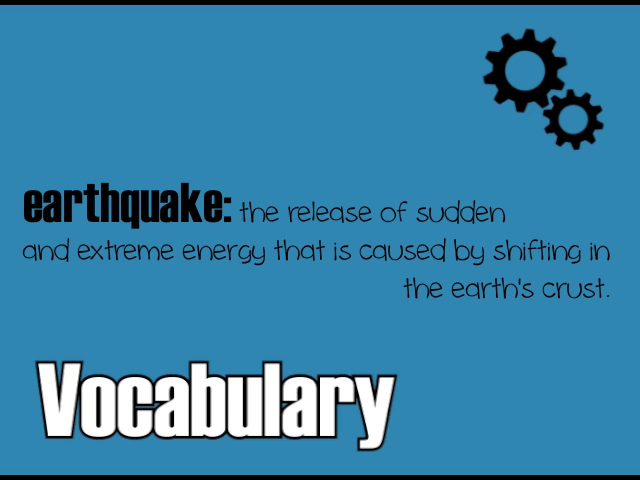 earthquake: the release of sudden
and extreme energy that is caused by shifting in
the earth's crust.
Vocabulary